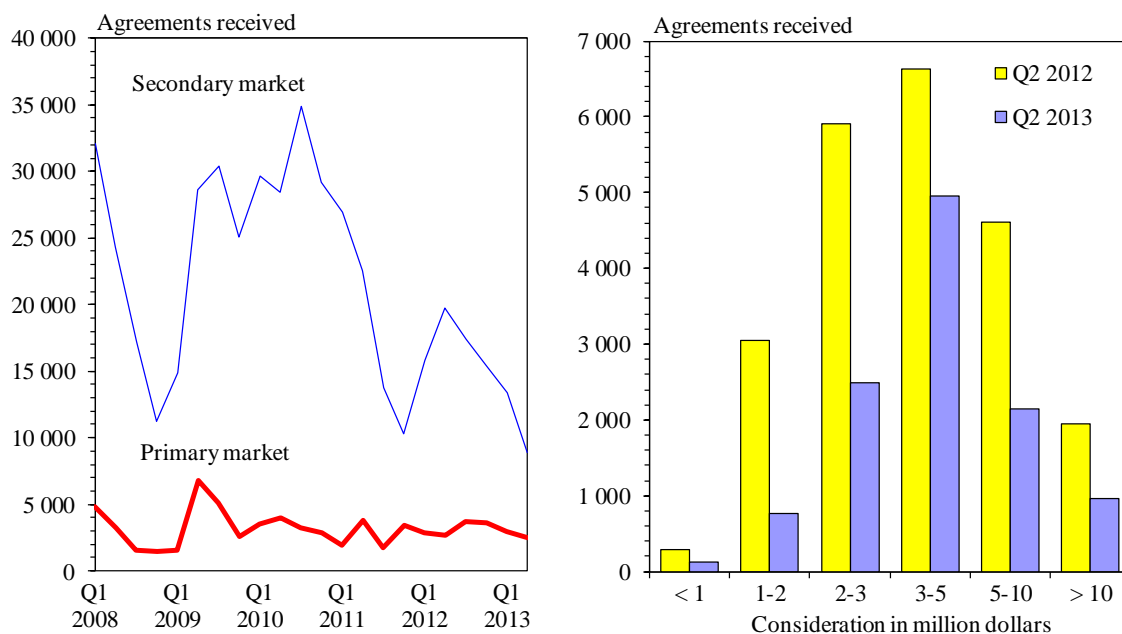 Agreements received
40 000
35 000
30 000
25 000
20 000
15 000
10 000
5 000
0
Secondary market
Primary market
Q1 Q1 Q1 Q1 Q1 Q1
2008 2009 2010 2011 2012 2013
Agreements received
7 000
6 000
5 000
4 000
3 000
2 000
1 000
0
Q2 2012
Q2 2013
< 1 1-2 2-3 3-5 5-10 > 10
Consideration in million dollars